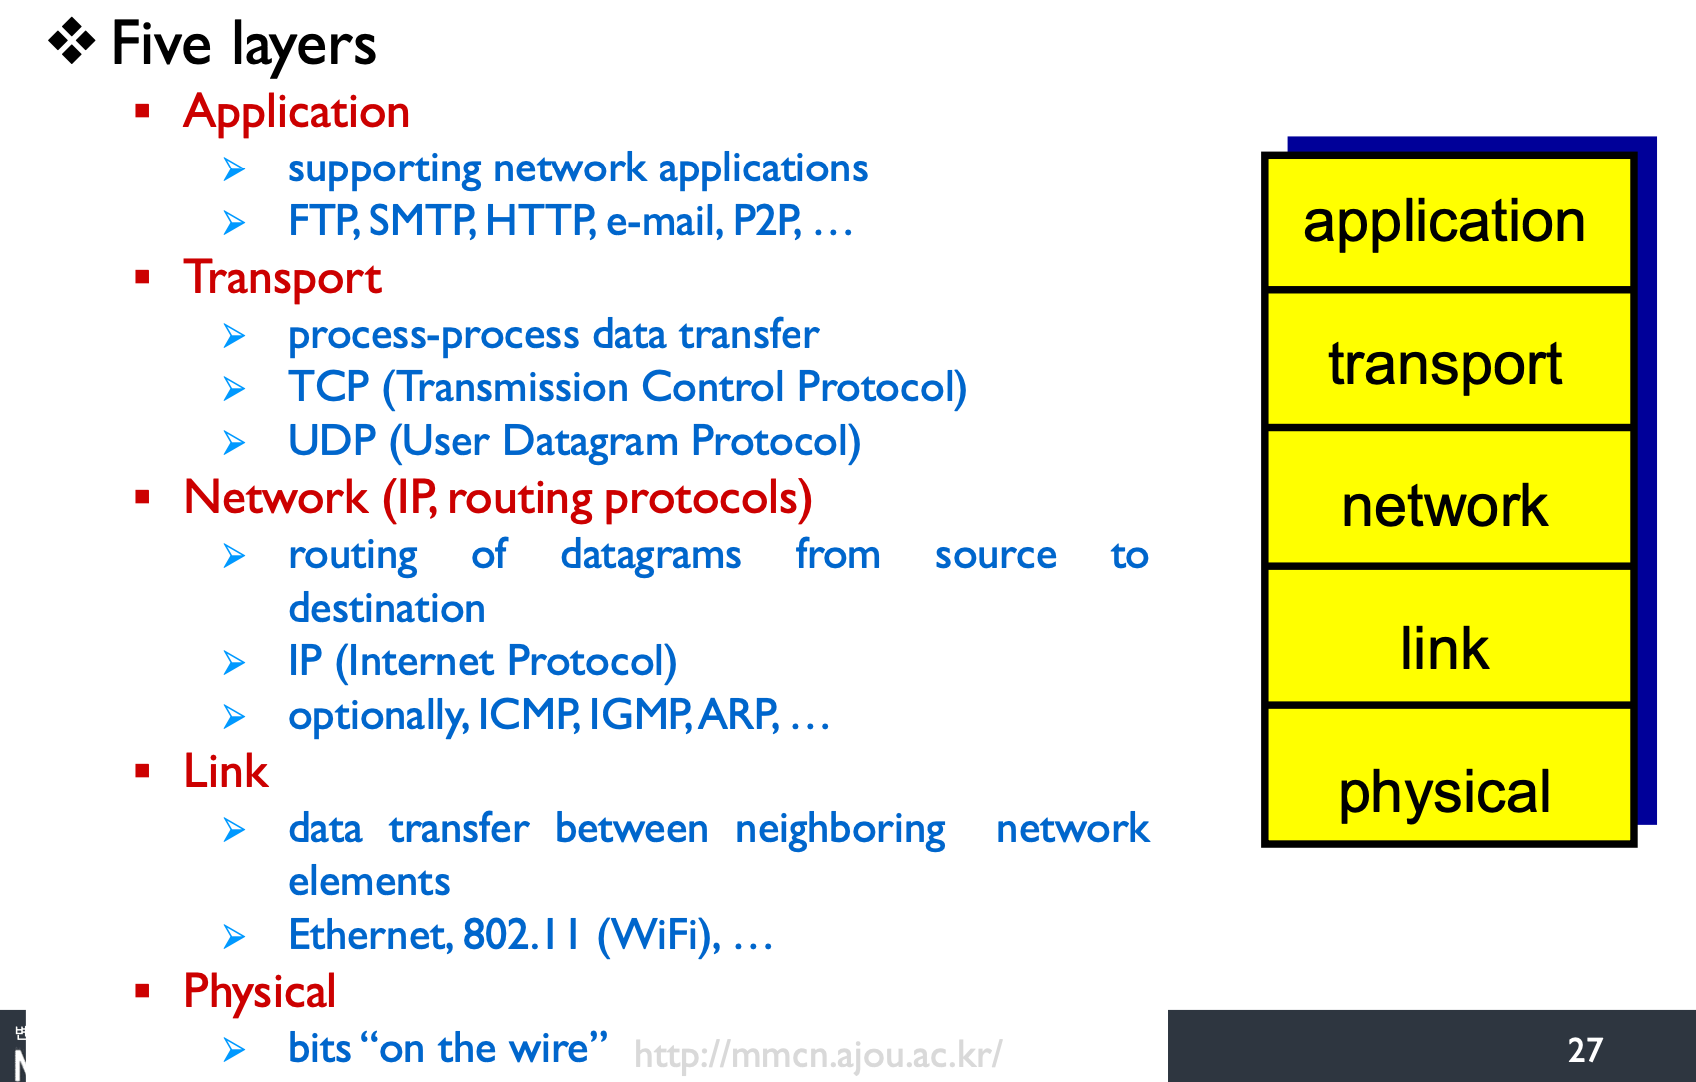 ❖ Five layers
▪ Application
➢ supporting network applications
➢ FTP, SMTP, HTTP, e-mail, P2P, …
▪ Transport
➢ process-process data transfer
➢ TCP (Transmission Control Protocol)
➢ UDP (User Datagram Protocol)
▪ Network (IP, routing protocols)
➢ routing of datagrams from source to
destination
➢ IP (Internet Protocol)
➢ optionally, ICMP, IGMP, ARP, …
▪ Link
➢ data transfer between neighboring network
elements
➢ Ethernet, 802.11 (WiFi), …
▪ Physical
➢ bits “on the wire”
application
transport
network
link
physical
http://mmcn.ajou.ac.kr/
27